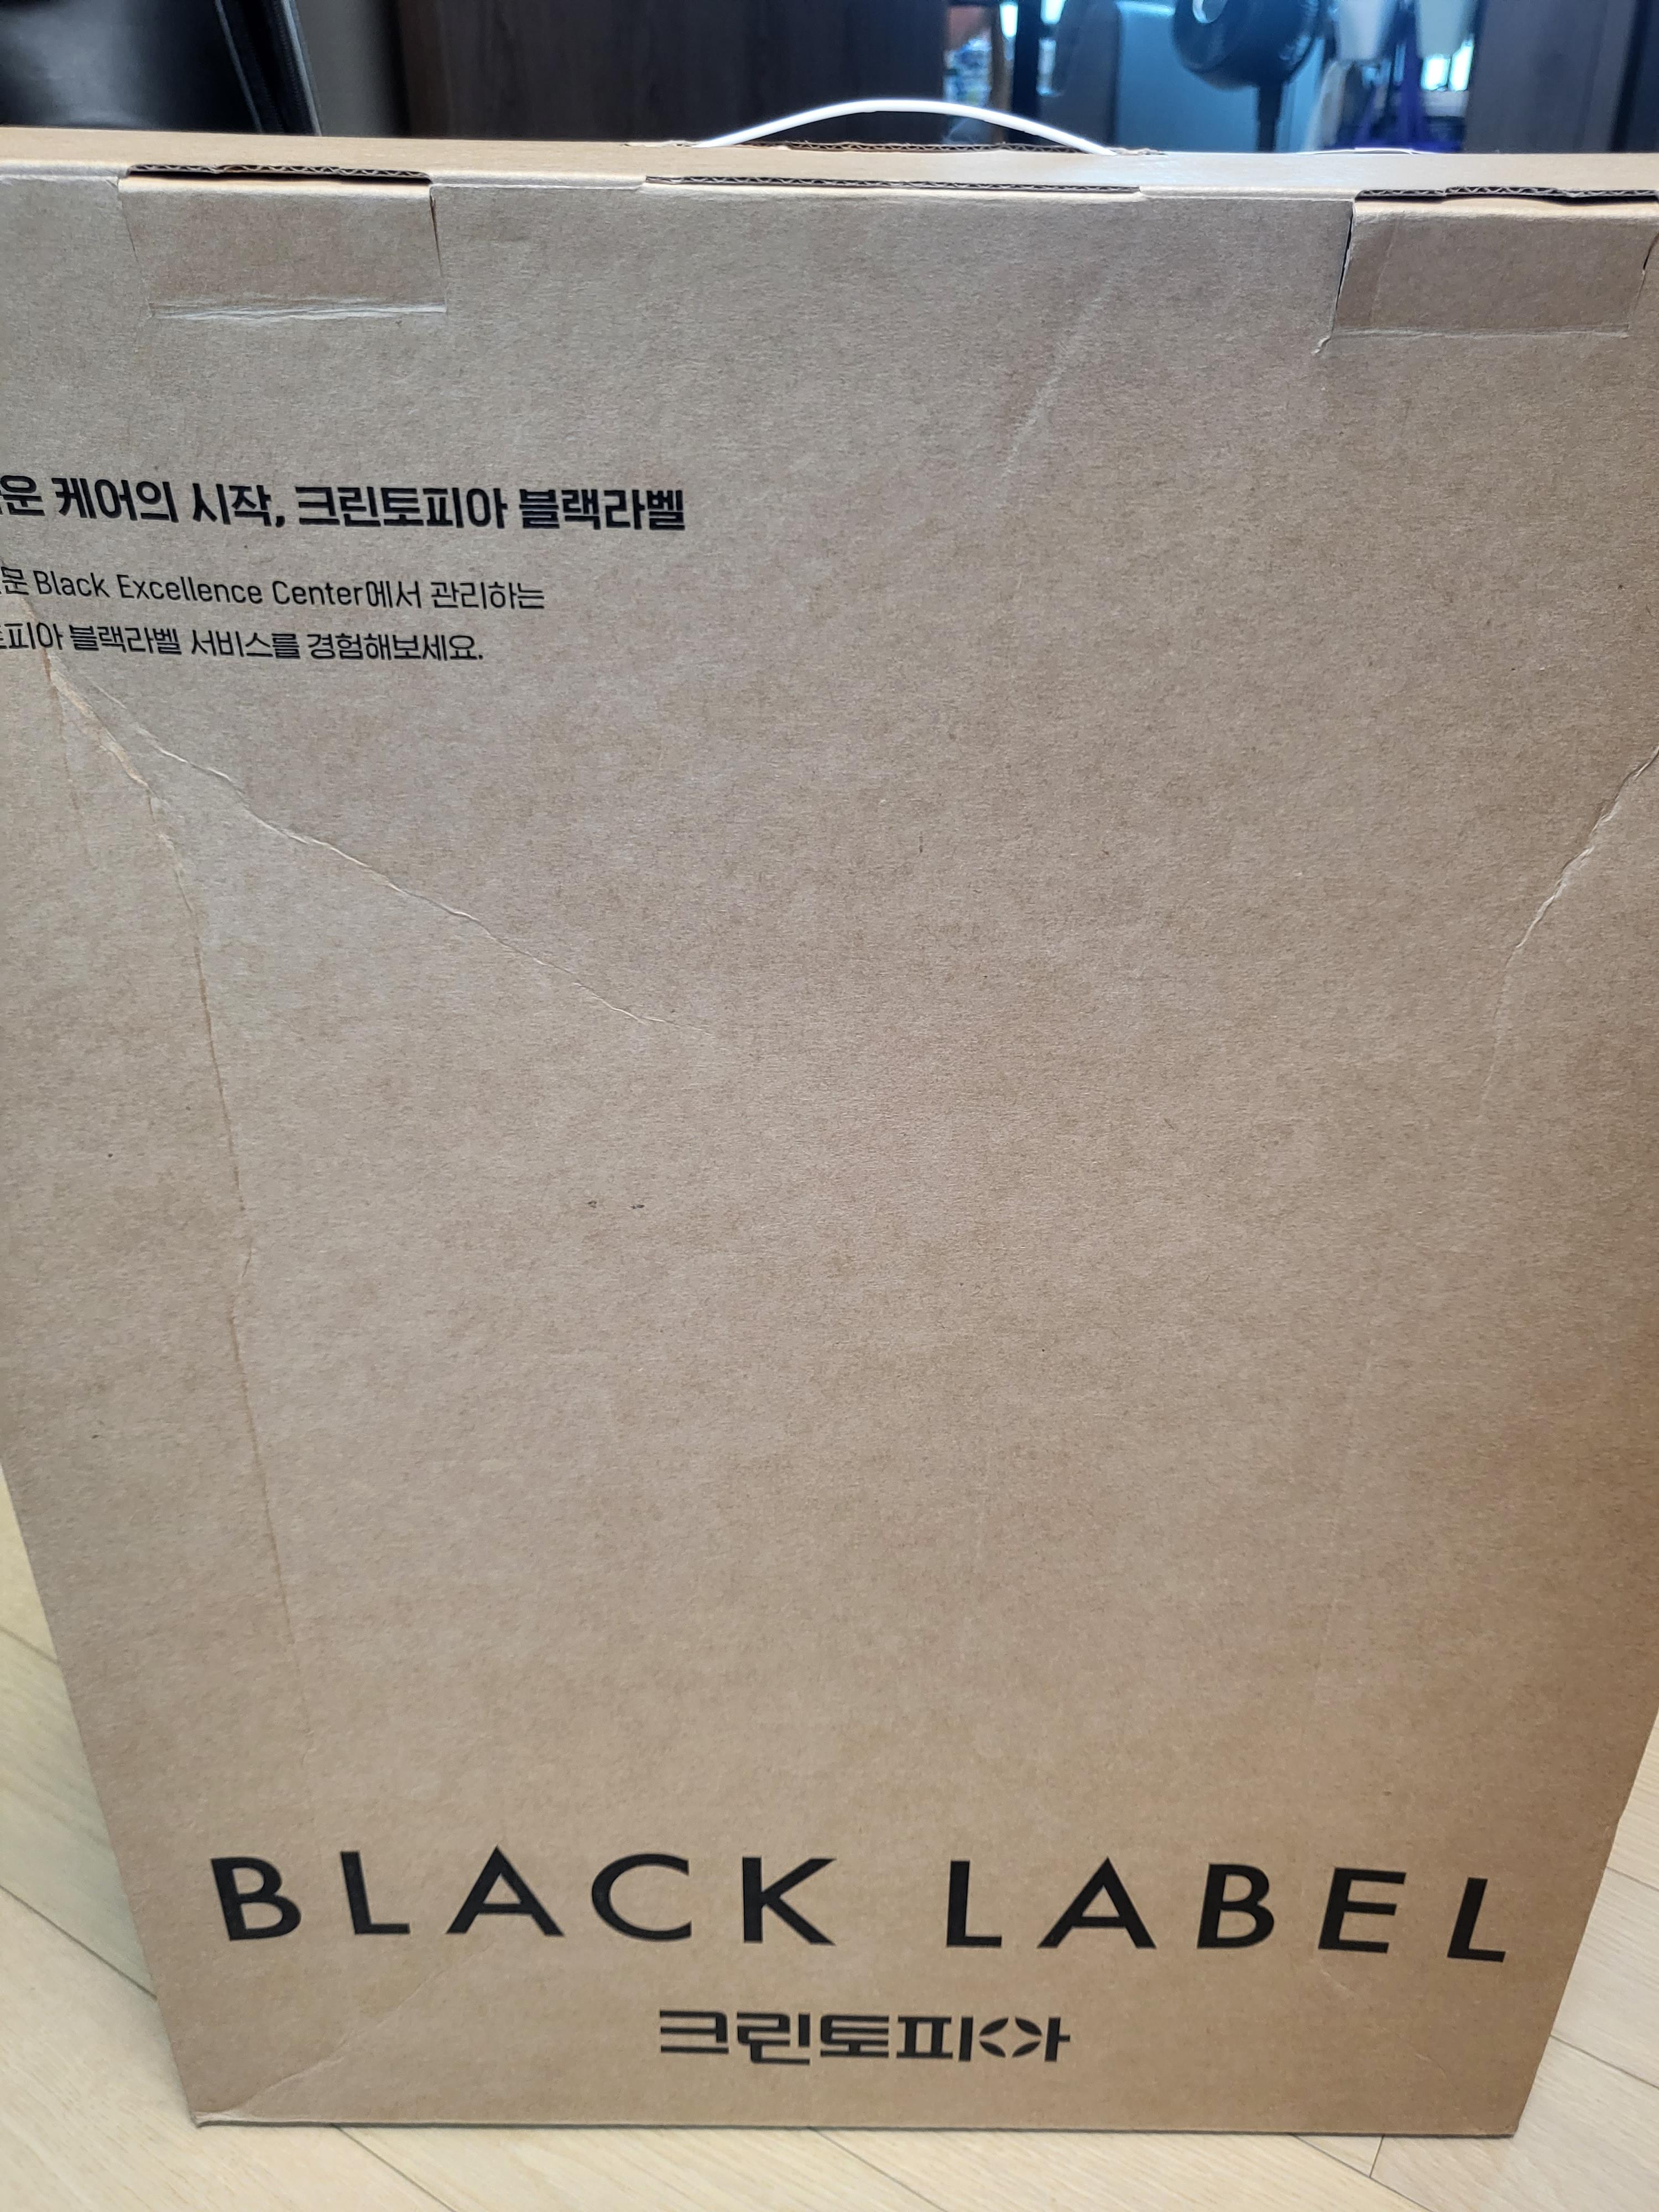 운 케어의 시작, 크린토피아 블랙라벨
문 Black Excellence Center에서 관리하는
토피아 블랙라벨 서비스를 경험해보세요.
BLACK LABEL
크린토피아